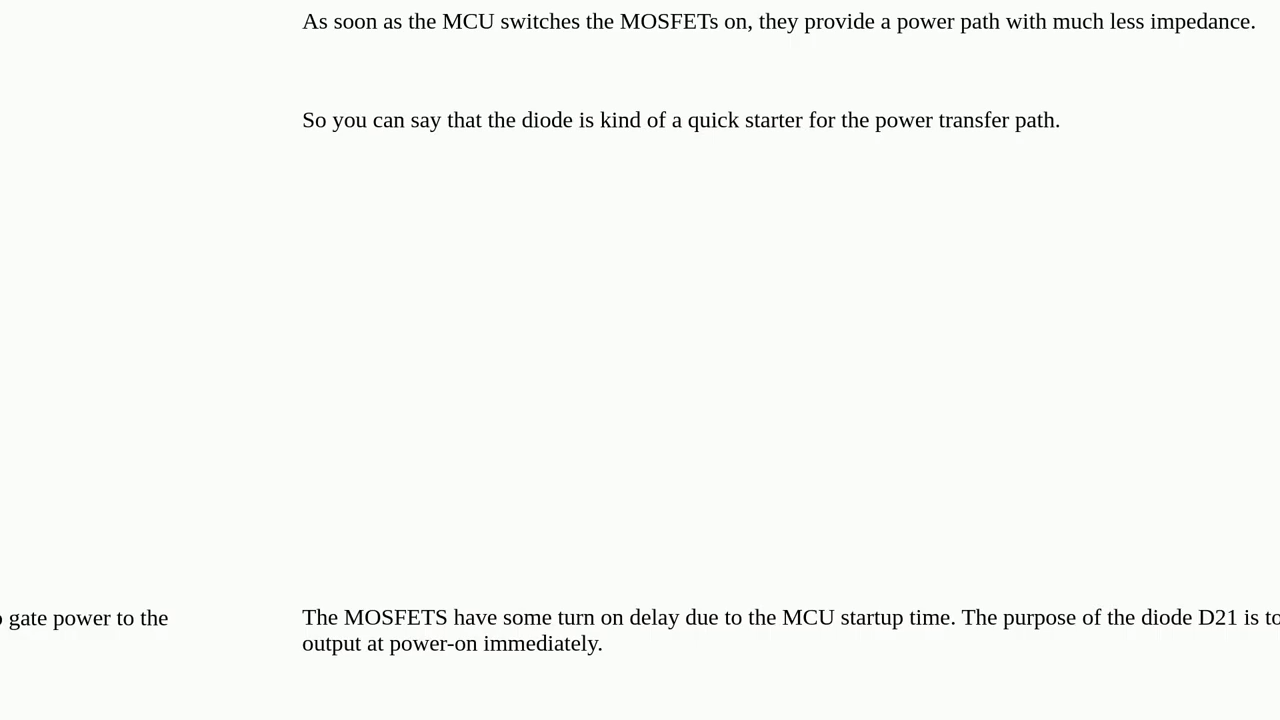 As soon as the MCU switches the MOSFETs on, they provide a power path with much less impedance.
So you can say that the diode is kind of a quick starter for the power transfer path.
gate power to the
The MOSFETS have some turn on delay due to the MCU startup time. The purpose of the diode D21 is to
output at power-on immediately.